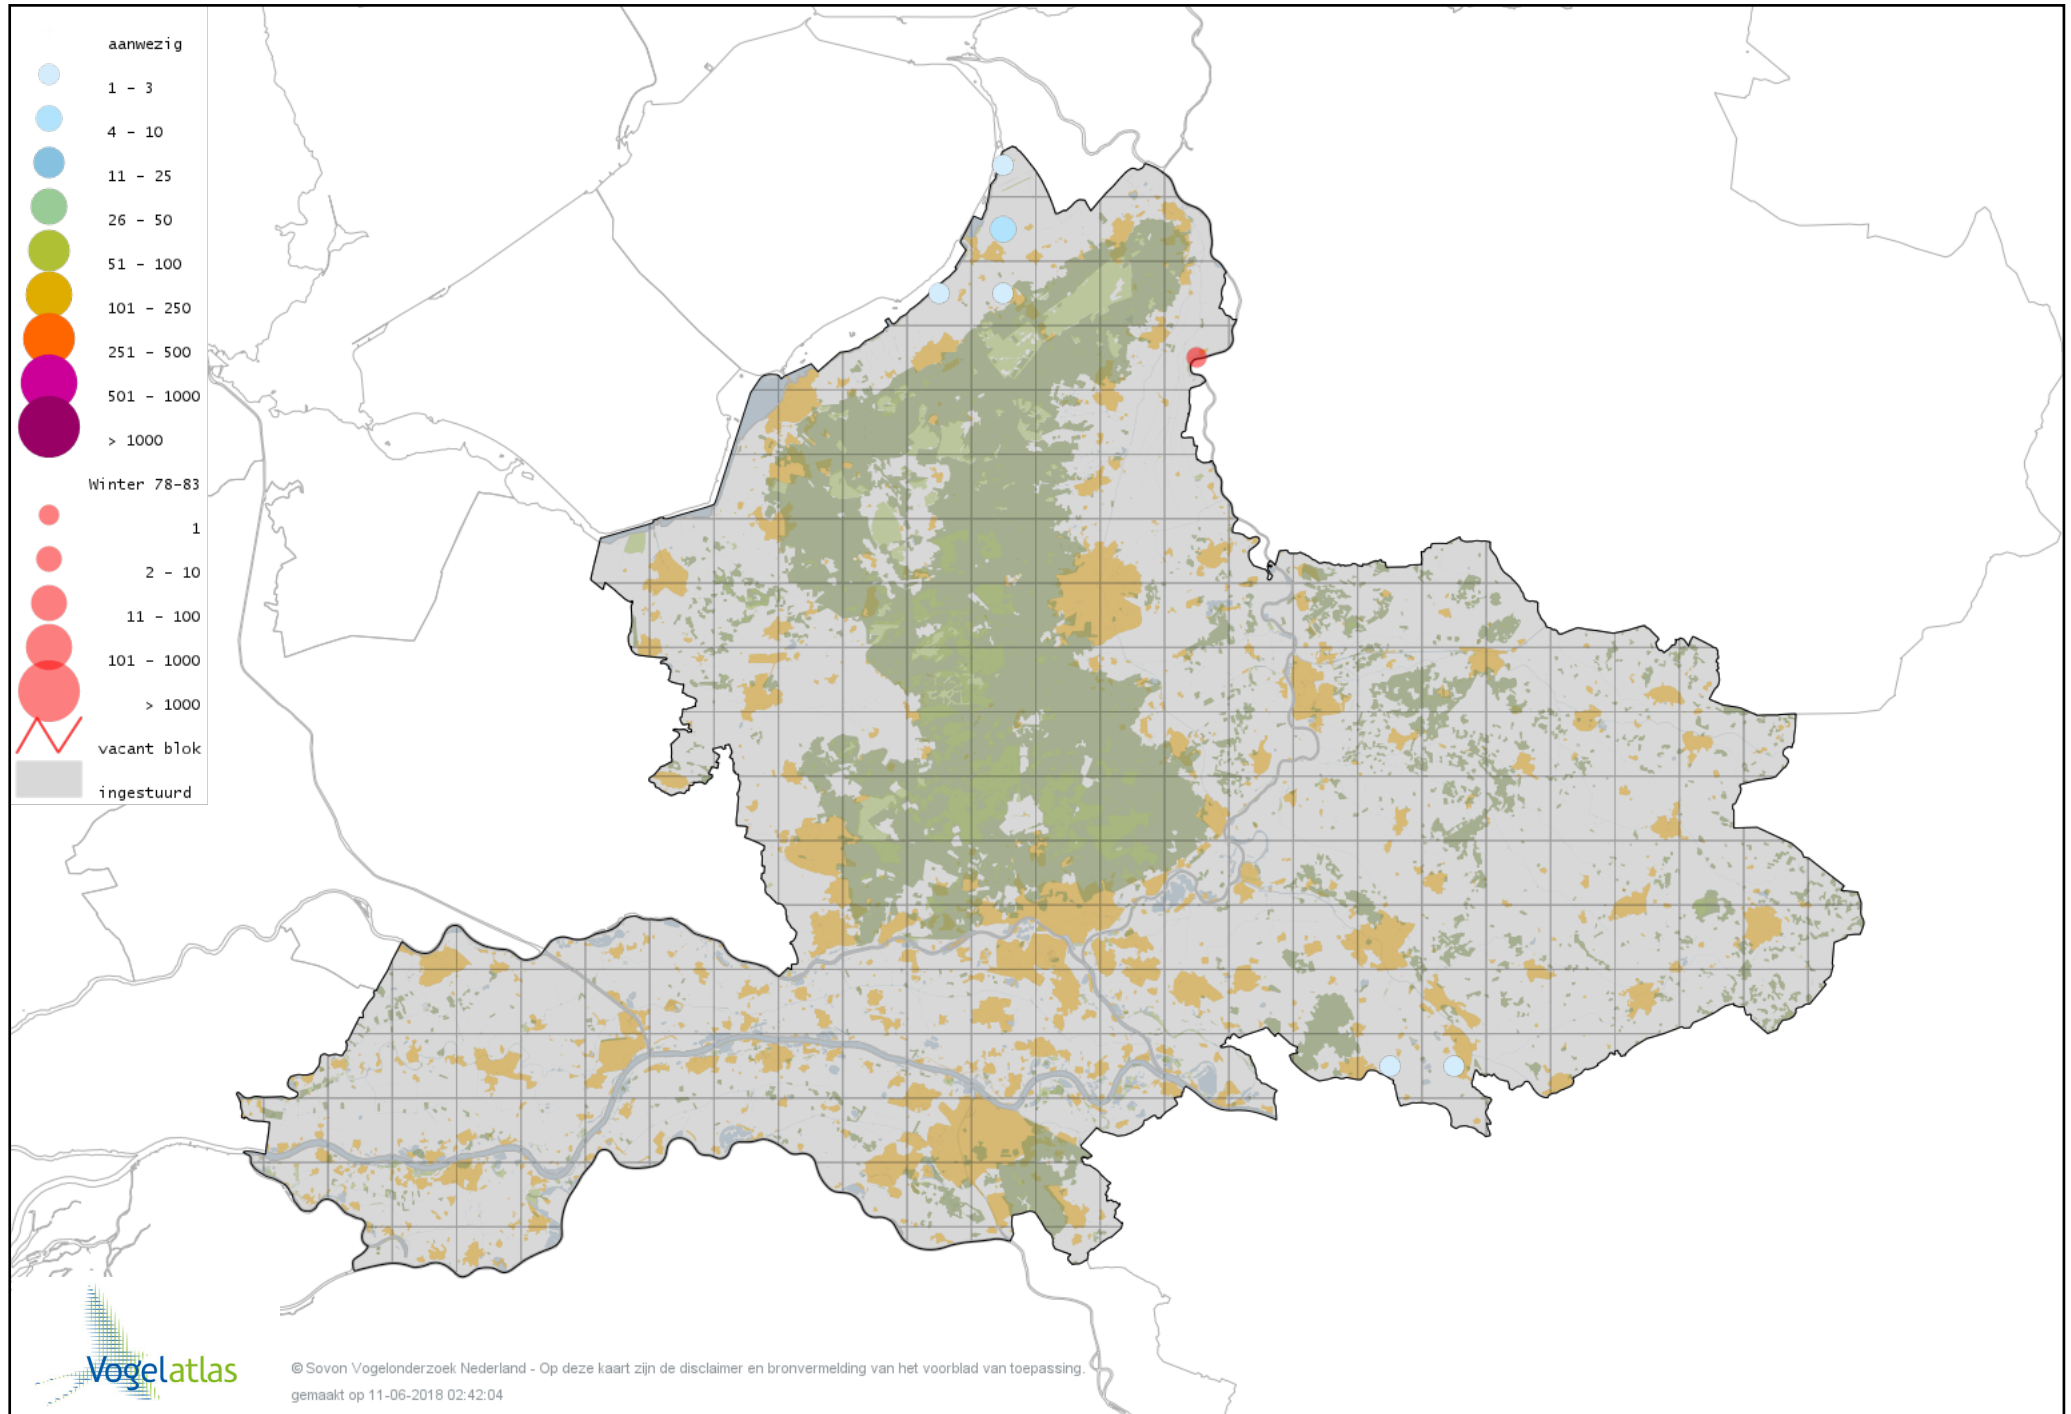 aanwezig
1 - 3
4 - 10
11 - 25
26 - 50
51 - 100
101 - 250
251 - 500
501 - 1000
> 1000
Winter 78-83
1
2 - 10
11 - 100
101 - 1000
> 1000
vacant blok
ingestuurd
Vogelatlas
© Sovon Vogelonderzoek Nederland - Op deze kaart zijn de disclaimer en bronvermelding van het voorblad van toepassing.
gemaakt op 11-06-2018 02:42:04